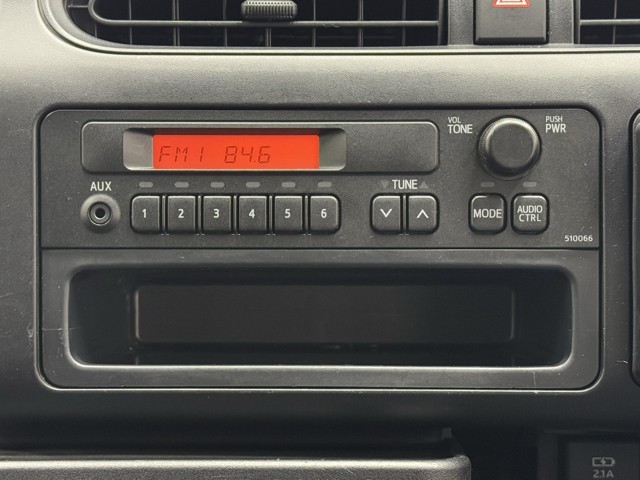 FM1 84.6
VOL
TONE
PUSH
PWR
AUX
TUNE
1 2 3 4 5 6
MODE
AUDIO
CTRL
510066
2.1A